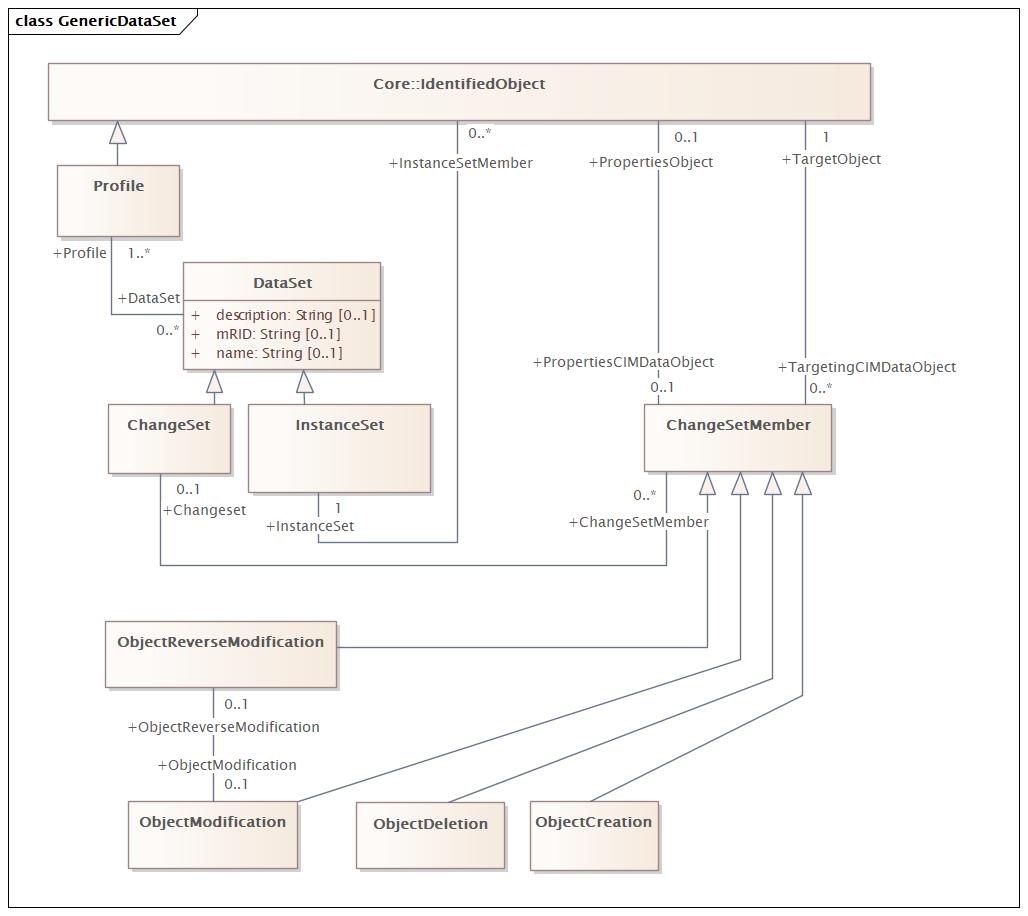 class GenericDataSet
Core::IdentifiedObject
0..*
+InstanceSetMember
0..1
+PropertiesObject
1
+TargetObject
Profile
+Profile
1..*
+DataSet
0..*
DataSet
+ description: String [0..1]
+ mRID: String [0..1]
+ name: String [0..1]
+PropertiesCIMDataObject
0..1
+TargetingCIMDataObject
0..*
ChangeSet
InstanceSet
ChangeSetMember
0..1
+Changeset
1
+InstanceSet
0..*
+ChangeSetMember
ObjectReverseModification
0..1
+ObjectReverseModification
+ObjectModification
0..1
ObjectModification
ObjectDeletion
ObjectCreation